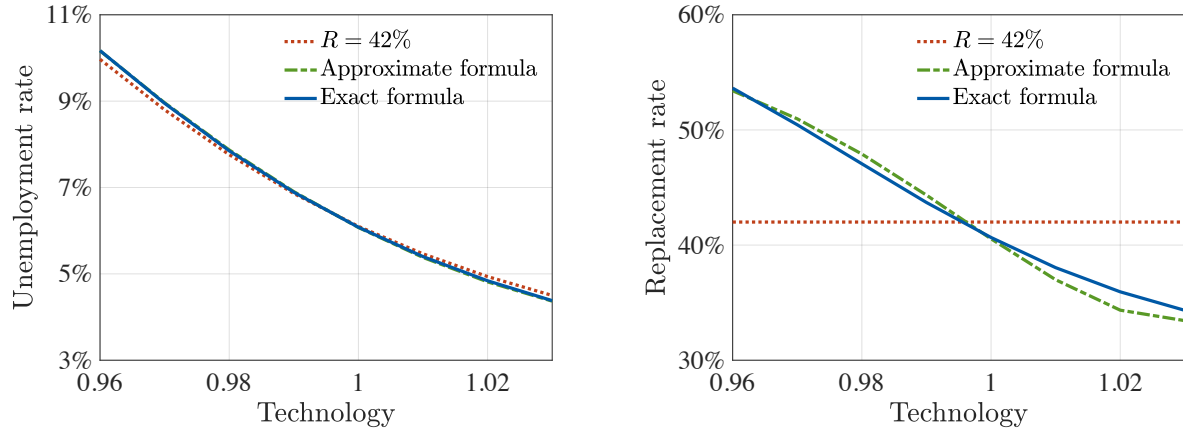 11%
9%
7%
5%
3%
Unemployment rate
R = 42%
Approximate formula
Exact formula
0.96
0.98
1
1.02
Technology
60%
50%
40%
30%
Replacement rate
R = 42%
Approximate formula
Exact formula
0.96
0.98
1
1.02
Technology